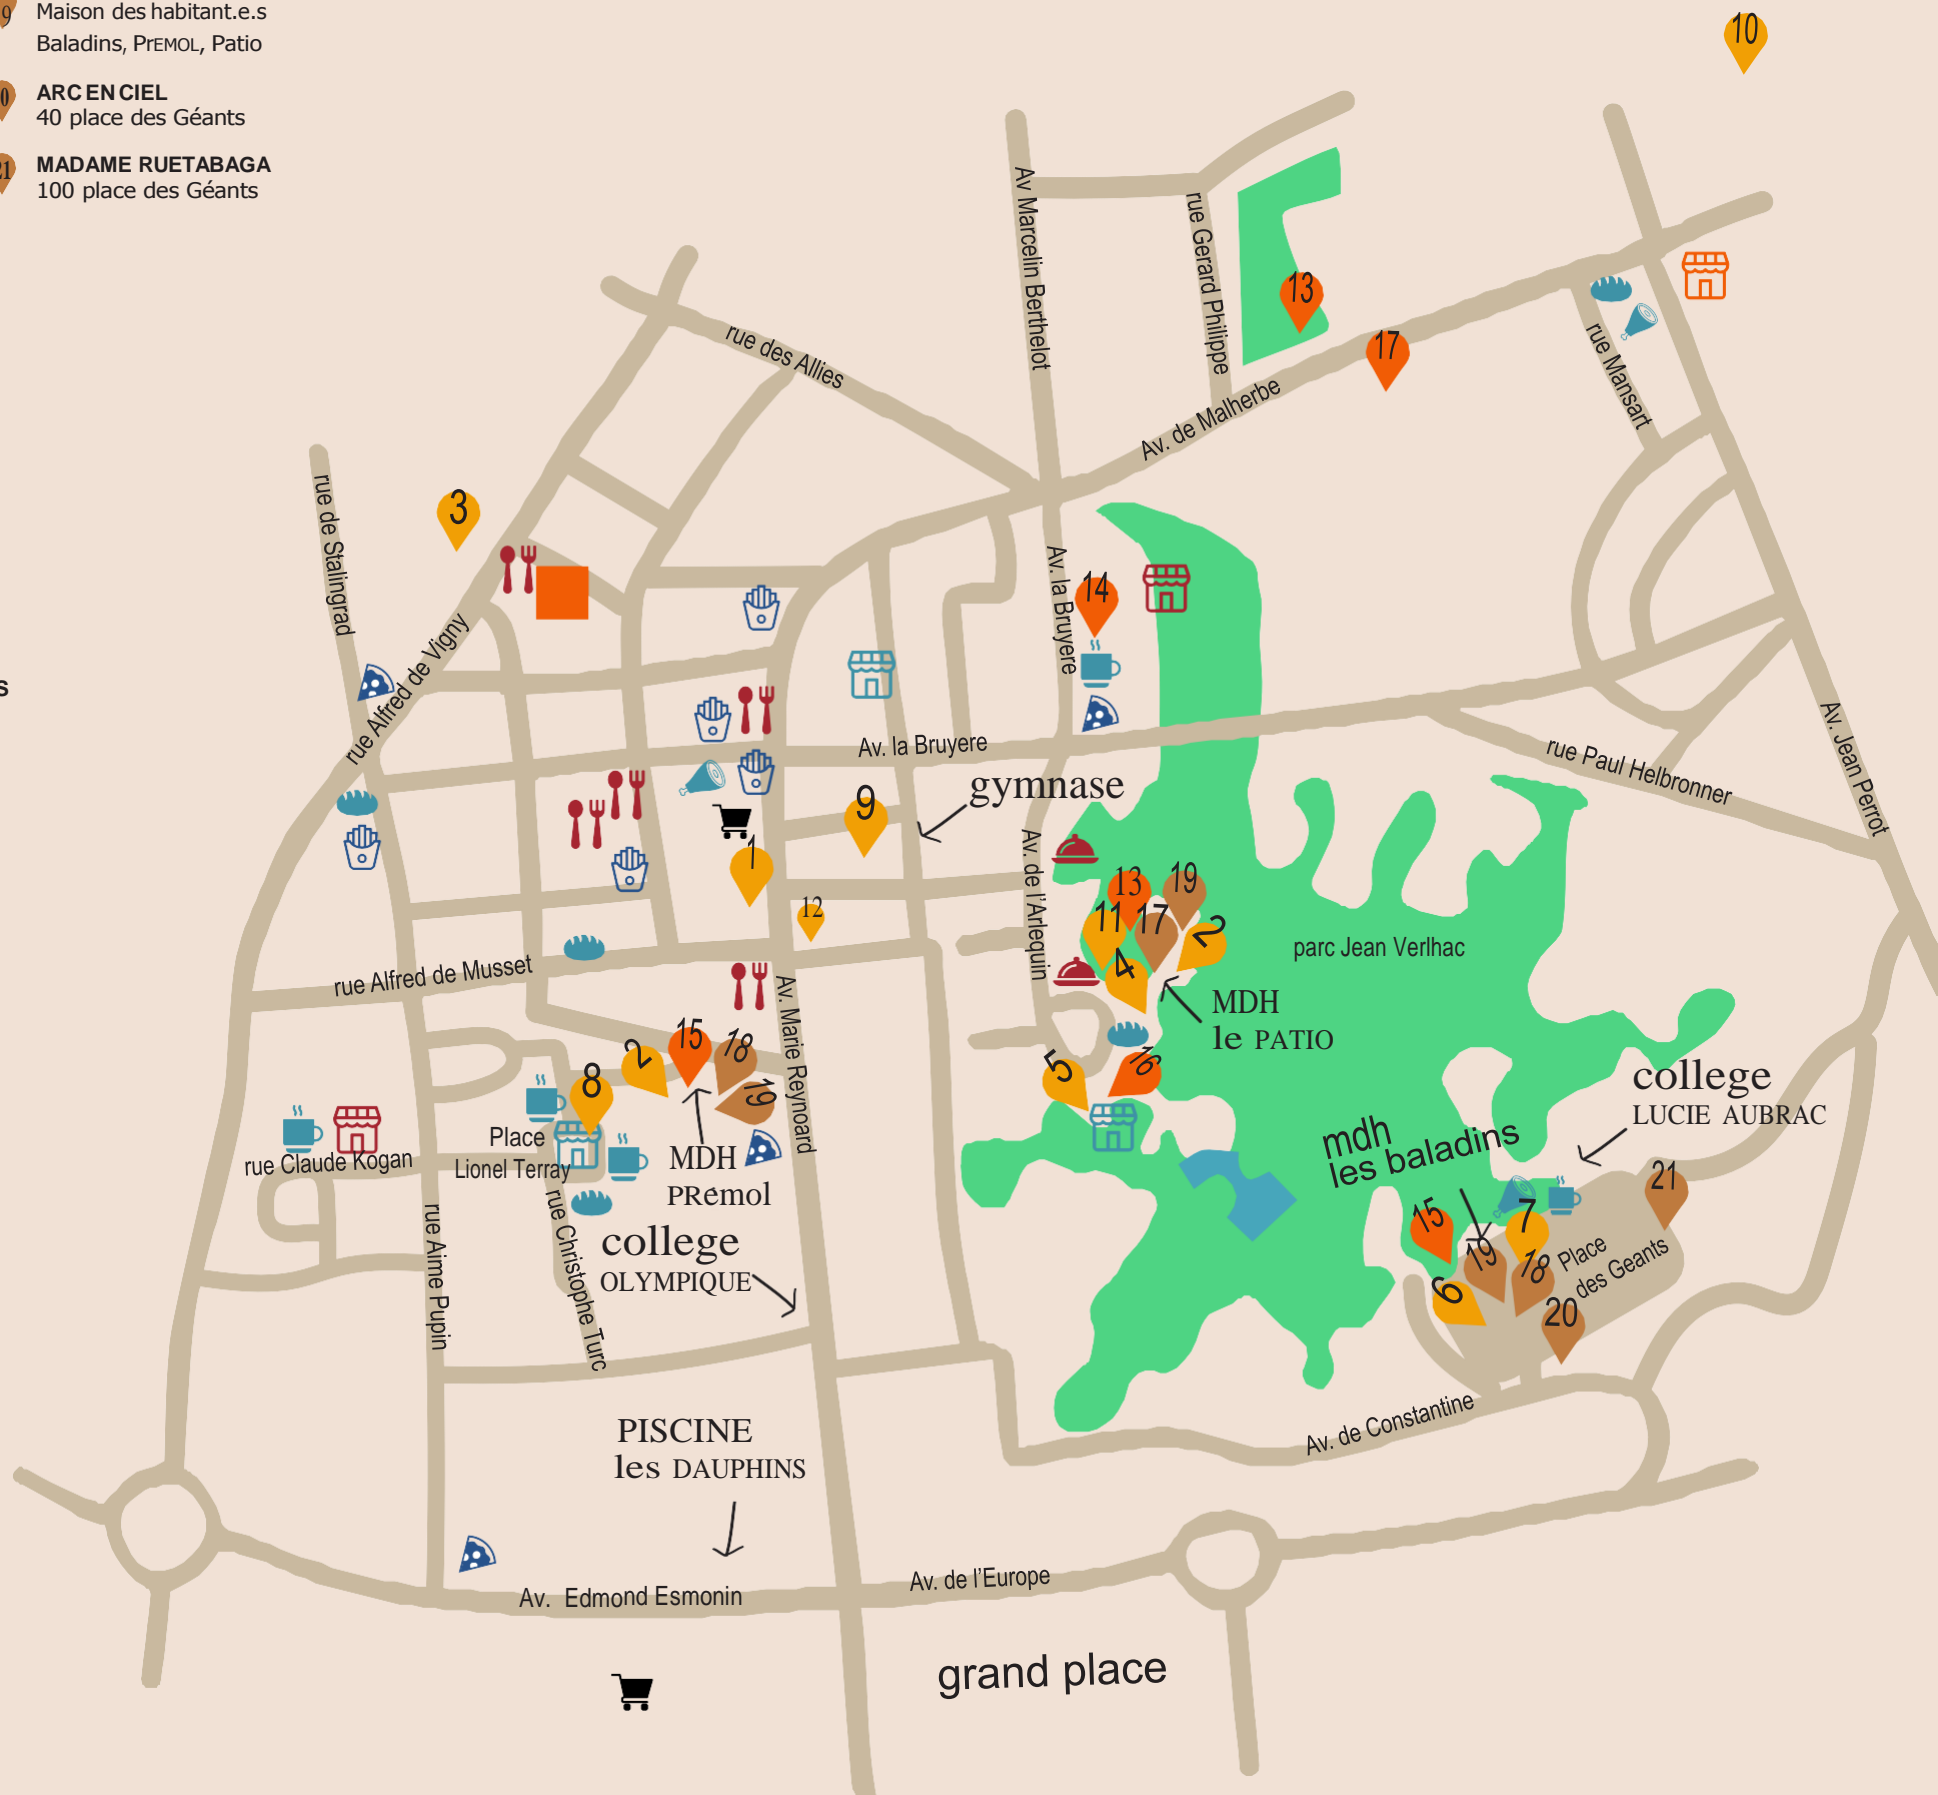 9
Maison des habitant.e.s
Baladins, PREMOL, Patio
0
ARC EN CIEL
40 place des Géants
21
MADAME RUETABAGA
100 place des Géants
s
10
Av Marcelin Berthelot
rue Gerard Philippe
13
17
rue des Allies
Av. de Malherbe
rue Mansart
rue de Stalingrad
3
rue Alfred de Vigny
Av. la Bruyere
14
Av. la Bruyere
rue Paul Helbronner
Av. Jean Perrot
gymnase
9
1
12
Av. de l'Arlequin
13
19
11
17
2
4
parc Jean Verlhac
MDH
le PATIO
rue Alfred de Musset
Av. Marie Reynoard
15
18
2
8
19
5
16
college
LUCIE AUBRAC
mdh
les baladins
Place
Lionel Terray
rue Claude Kogan
MDH
PRémol
rue Aime Pupin
rue Christophe Turc
college
OLYMPIQUE
21
15
7
19
18
6
20
Place
des Geants
Av. de Constantine
PISCINE
les DAUPHINS
Av. Edmond Esmonin
Av. de l'Europe
grand place